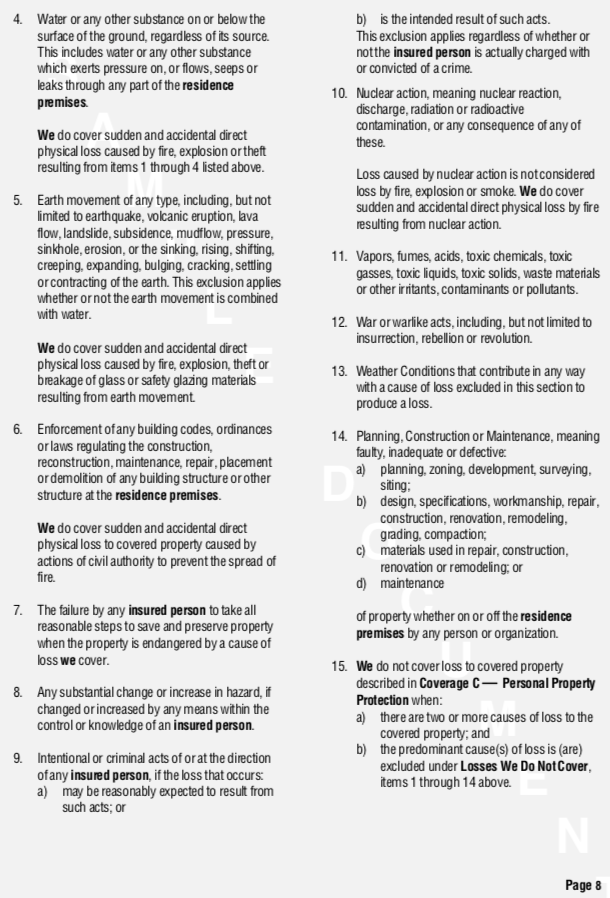 4. Water or any other substance on or below the
surface of the ground, regardless of its source.
This includes water or any other substance
which exerts pressure on, or flows, seeps or
leaks through any part of the residence
premises.
We do cover sudden and accidental direct
physical loss caused by fire, explosion or theft
resulting from items 1 through 4 listed above.
5. Earth movement of any type, including, but not
limited to earthquake, volcanic eruption, lava
flow, landslide, subsidence, mudflow, pressure,
sinkhole, erosion, or the sinking, rising, shifting,
creeping, expanding, bulging, cracking, settling
or contracting of the earth. This exclusion applies
whether or not the earth movement is combined
with water.
We do cover sudden and accidental direct
physical loss caused by fire, explosion, theft or
breakage of glass or safety glazing materials
resulting from earth movement.
6. Enforcement of any building codes, ordinances
or laws regulating the construction,
reconstruction, maintenance, repair, placement
or demolition of any building structure or other
structure at the residence premises.
We do cover sudden and accidental direct
physical loss to covered property caused by
actions of civil authority to prevent the spread of
fire.
7. The failure by any insured person to take all
reasonable steps to save and preserve property
when the property is endangered by a cause of
loss we cover.
8. Any substantial change or increase in hazard, if
changed or increased by any means within the
control or knowledge of an insured person.
9. Intentional or criminal acts of or at the direction
of any insured person, if the loss that occurs:
a) may be reasonably expected to result from
such acts; or
b) is the intended result of such acts.
This exclusion applies regardless of whether or
not the insured person is actually charged with
or convicted of a crime.
10. Nuclear action, meaning nuclear reaction,
discharge, radiation or radioactive
contamination, or any consequence of any of
these.
Loss caused by nuclear action is not considered
loss by fire, explosion or smoke. We do cover
sudden and accidental direct physical loss by fire
resulting from nuclear action.
11. Vapors, fumes, acids, toxic chemicals, toxic
gasses, toxic liquids, toxic solids, waste materials
or other irritants, contaminants or pollutants.
12. War or warlike acts, including, but not limited to
insurrection, rebellion or revolution.
13. Weather Conditions that contribute in any way
with a cause of loss excluded in this section to
produce a loss.
14. Planning, Construction or Maintenance, meaning
faulty, inadequate or defective:
a) planning, zoning, development, surveying,
siting;
b) design, specifications, workmanship, repair,
construction, renovation, remodeling,
grading, compaction;
c) materials used in repair, construction,
renovation or remodeling; or
d) maintenance
of property whether on or off the residence
premises by any person or organization.
15. We do not cover loss to covered property
described in Coverage C — Personal Property
Protection when:
a) there are two or more causes of loss to the
covered property; and
b) the predominant cause(s) of loss is (are)
excluded under Losses We Do Not Cover,
items 1 through 14 above.
Page 8